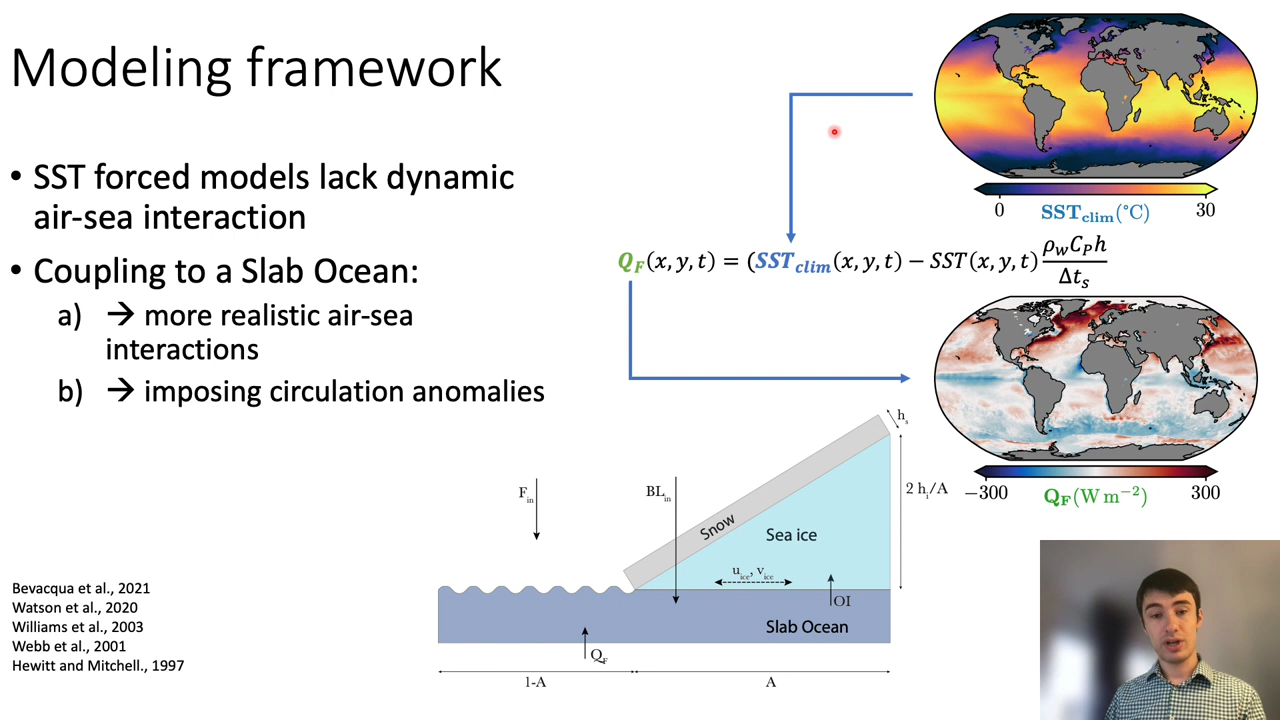 Modeling framework
• SST forced models lack dynamic
air-sea interaction
• Coupling to a Slab Ocean:
a) → more realistic air-sea
interactions
b) → imposing circulation anomalies
0 30
SST_clim(°C)
Q_F(x, y, t) = (SST_clim(x, y, t) − SST(x, y, t) ρ_w C_P h / Δt_s
−300 300
Q_F(W m⁻²)
h_s
F_in
BL_in
2 h_i/A
Snow
Sea ice
u_ice, v_ice
OI
Slab Ocean
Q_F
1-A
A
Bevacqua et al., 2021
Watson et al., 2020
Williams et al., 2003
Webb et al., 2001
Hewitt and Mitchell., 1997